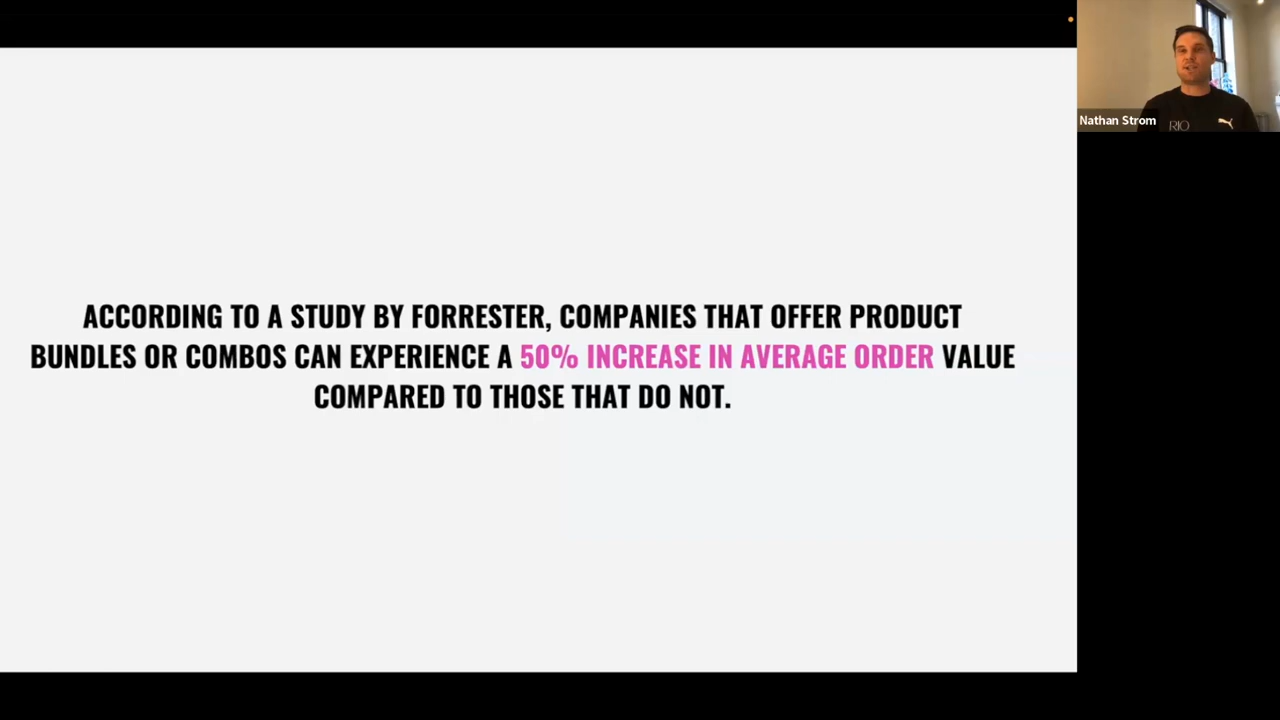 ACCORDING TO A STUDY BY FORRESTER, COMPANIES THAT OFFER PRODUCT
BUNDLES OR COMBOS CAN EXPERIENCE A 50% INCREASE IN AVERAGE ORDER VALUE
COMPARED TO THOSE THAT DO NOT.
Nathan Strom
RIO